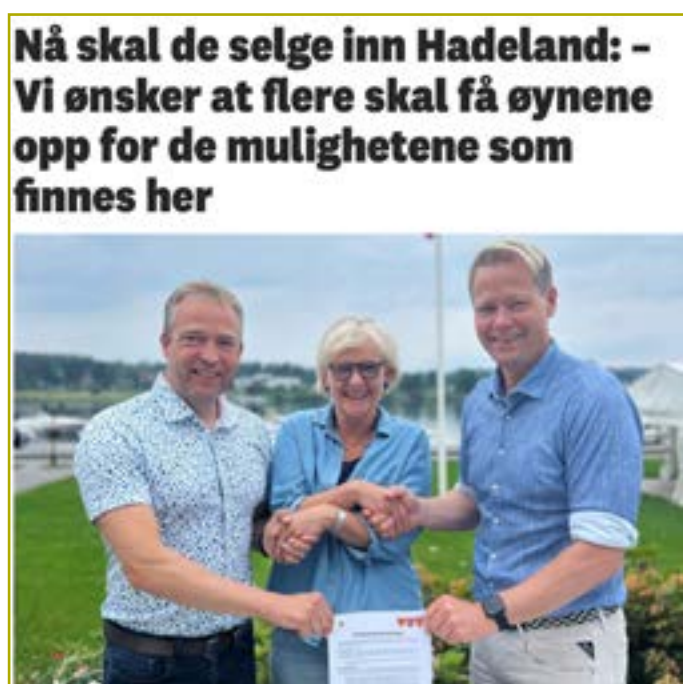 Nå skal de selge inn Hadeland: –
Vi ønsker at flere skal få øynene
opp for de mulighetene som
finnes her